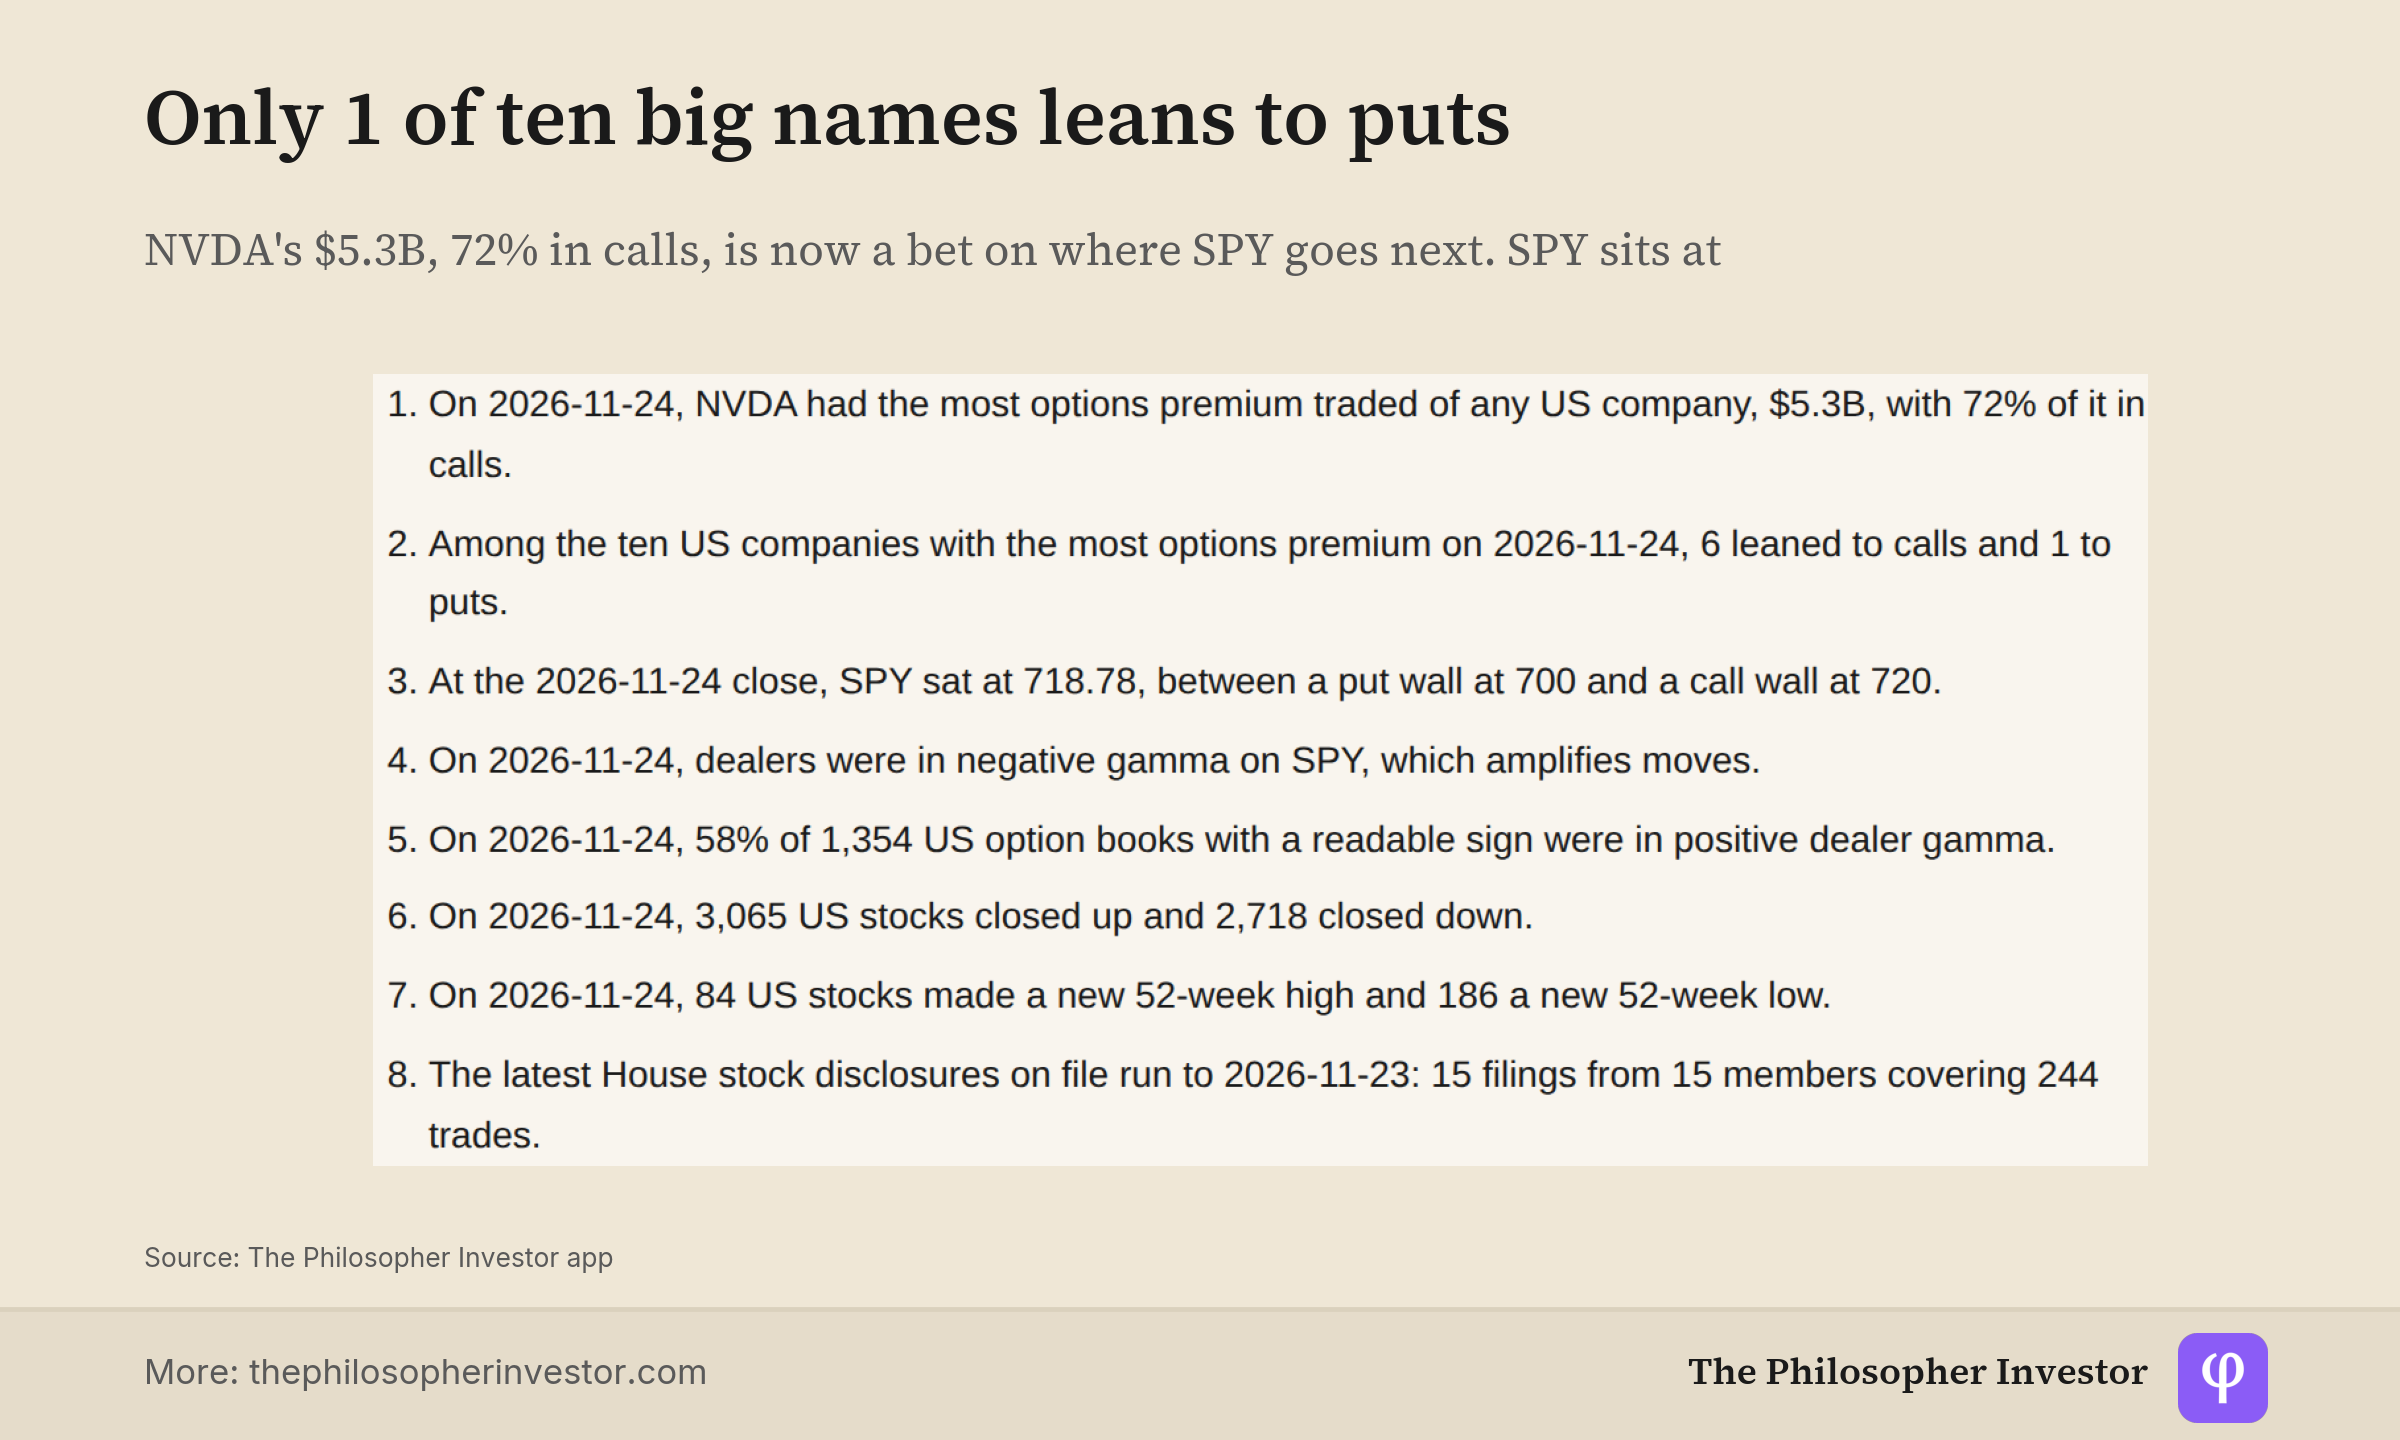 Only 1 of ten big names leans to puts
NVDA's $5.3B, 72% in calls, is now a bet on where SPY goes next. SPY sits at
1. On 2026-11-24, NVDA had the most options premium traded of any US company, $5.3B, with 72% of it in
calls.
2. Among the ten US companies with the most options premium on 2026-11-24, 6 leaned to calls and 1 to
puts.
3. At the 2026-11-24 close, SPY sat at 718.78, between a put wall at 700 and a call wall at 720.
4. On 2026-11-24, dealers were in negative gamma on SPY, which amplifies moves.
5. On 2026-11-24, 58% of 1,354 US option books with a readable sign were in positive dealer gamma.
6. On 2026-11-24, 3,065 US stocks closed up and 2,718 closed down.
7. On 2026-11-24, 84 US stocks made a new 52-week high and 186 a new 52-week low.
8. The latest House stock disclosures on file run to 2026-11-23: 15 filings from 15 members covering 244
trades.
Source: The Philosopher Investor app
More: thephilosopherinvestor.com
The Philosopher Investor
φ